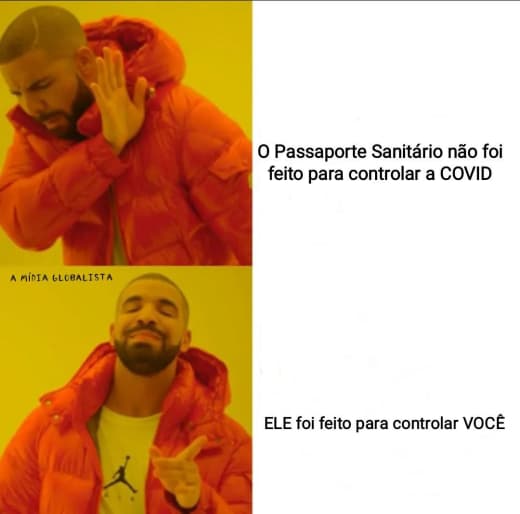 O Passaporte Sanitário não foi
feito para controlar a COVID
A MÍDIA GLOBALISTA
ELE foi feito para controlar VOCÊ